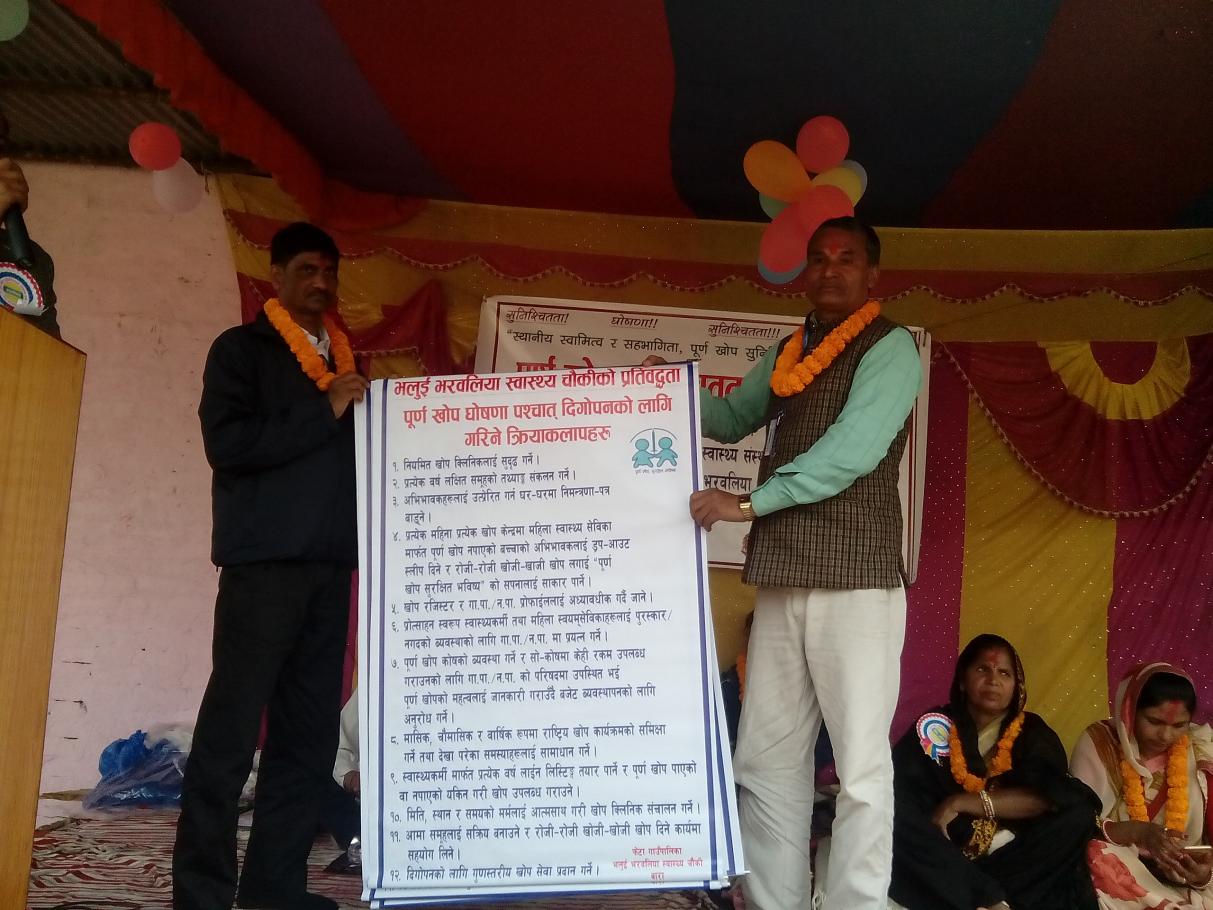 सुनिश्चितता! घोषणा!! सुनिश्चितता!!!
"स्थानीय स्वामित्व र सहभागिता, पूर्ण खोप
स्वास्थ्य
भरवलिया
भलुई भरवलिया स्वास्थ्य चौकीको प्रतिवद्धता
पूर्ण खोप घोषणा पश्चात् दिगोपनको लागि
गरिने क्रियाकलापहरू
१. नियमित खोप क्लिनिकलाई सुदृढ गर्ने ।
२. प्रत्येक वर्ष लक्षित समूहको तथ्याङ्क संकलन गर्ने ।
३. अभिभावकहरूलाई उत्प्रेरित गर्न घर-घरमा निमन्त्रणा-पत्र
बाड्ने ।
४. प्रत्येक महिना प्रत्येक खोप केन्द्रमा महिला स्वास्थ्य सेविका
मार्फत पूर्ण खोप नपाएको बच्चाको अभिभावकलाई ड्रप-आउट
स्लीप दिने र रोजी-रोजी खोजी-खाजी खोप लगाई "पूर्ण
खोप सुरक्षित भविष्य" को सपनालाई साकार पार्ने ।
५. खोप रजिस्टर र गा.पा./न.पा. प्रोफाईललाई अध्यावधीक गर्दै जाने ।
६. प्रोत्साहन स्वरूप स्वास्थ्यकर्मी तथा महिला स्वयम्सेविकाहरूलाई पुरस्कार/
नगदको ब्यवस्थाको लागि गा.पा./न.पा. मा प्रयत्न गर्ने ।
७. पूर्ण खोप कोषको ब्यवस्था गर्ने र सो-कोषमा केही रकम उपलब्ध
गराउनको लागि गा.पा./न.पा. को परिषदमा उपस्थित भई
पूर्ण खोपको महत्वलाई जानकारी गराउँदै बजेट ब्यवस्थापनको लागि
अनुरोध गर्ने ।
८. मासिक, चौमासिक र वार्षिक रूपमा राष्ट्रिय खोप कार्यक्रमको समिक्षा
गर्ने तथा देखा परेका समस्याहरूलाई सामाधान गर्ने ।
९. स्वास्थ्यकर्मी मार्फत प्रत्येक वर्ष लाईन लिस्टिङ्ग तयार पार्ने र पूर्ण खोप पाएको
वा नपाएको यकिन गरी खोप उपलब्ध गराउने ।
१०. मिति, स्थान र समयको मर्मलाई आत्मसाथ गरी खोप क्लिनिक संचालन गर्ने ।
११. आमा समूहलाई सक्रिय बनाउने र रोजी-रोजी खोजी-खोजी खोप दिने कार्यमा
सहयोग लिने ।
१२. दिगोपनको लागि गुणस्तरीय खोप सेवा प्रदान गर्ने ।
फेटा गाउँपालिका
भलुई भरवलिया स्वास्थ्य चौकी
बारा